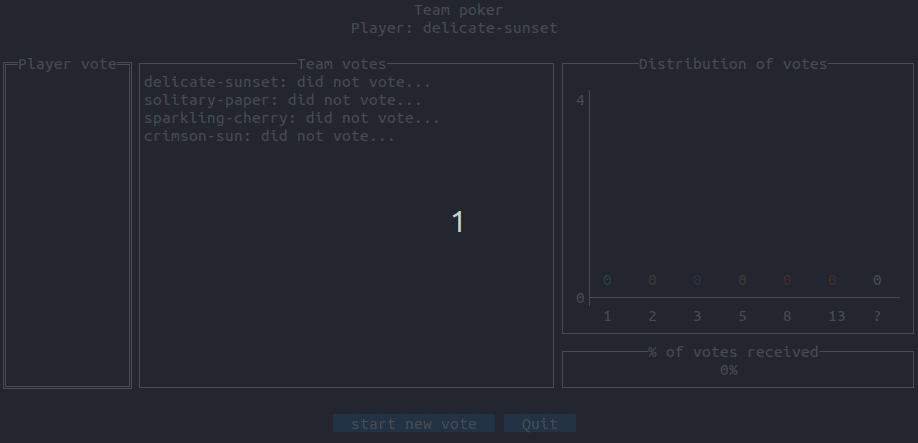 Team poker
Player: delicate-sunset
Player vote
Team votes
delicate-sunset: did not vote...
solitary-paper: did not vote...
sparkling-cherry: did not vote...
crimson-sun: did not vote...
1
Distribution of votes
4
0 0 0 0 0 0 0
0
1 2 3 5 8 13 ?
% of votes received
0%
start new vote Quit